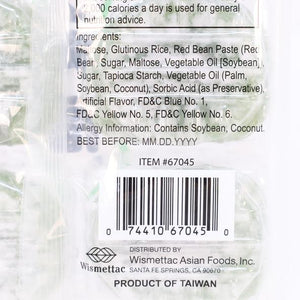 2,000 calories a day is used for general
nutrition advice.
Ingredients:
Maltose, Glutinous Rice, Red Bean Paste (Red
Bean, Sugar, Maltose, Vegetable Oil [Soybean,
Sugar, Tapioca Starch, Vegetable Oil (Palm,
Soybean, Coconut), Sorbic Acid (as Preservative),
Artificial Flavor, FD&C Blue No. 1,
FD&C Yellow No. 5, FD&C Yellow No. 6.
Allergy Information: Contains Soybean, Coconut.
BEST BEFORE: MM.DD.YYYY
ITEM #67045
0 74410 67045 0
DISTRIBUTED BY
Wismettac Asian Foods, Inc.
SANTA FE SPRINGS, CA 90670
Wismettac
PRODUCT OF TAIWAN